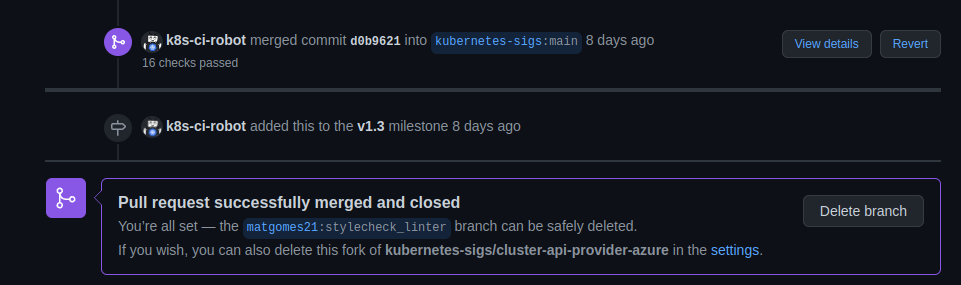 k8s-ci-robot merged commit d0b9621 into kubernetes-sigs:main 8 days ago View details Revert
16 checks passed
k8s-ci-robot added this to the v1.3 milestone 8 days ago
Pull request successfully merged and closed
You’re all set — the matgomes21:stylecheck_linter branch can be safely deleted.
Delete branch
If you wish, you can also delete this fork of kubernetes-sigs/cluster-api-provider-azure in the settings.